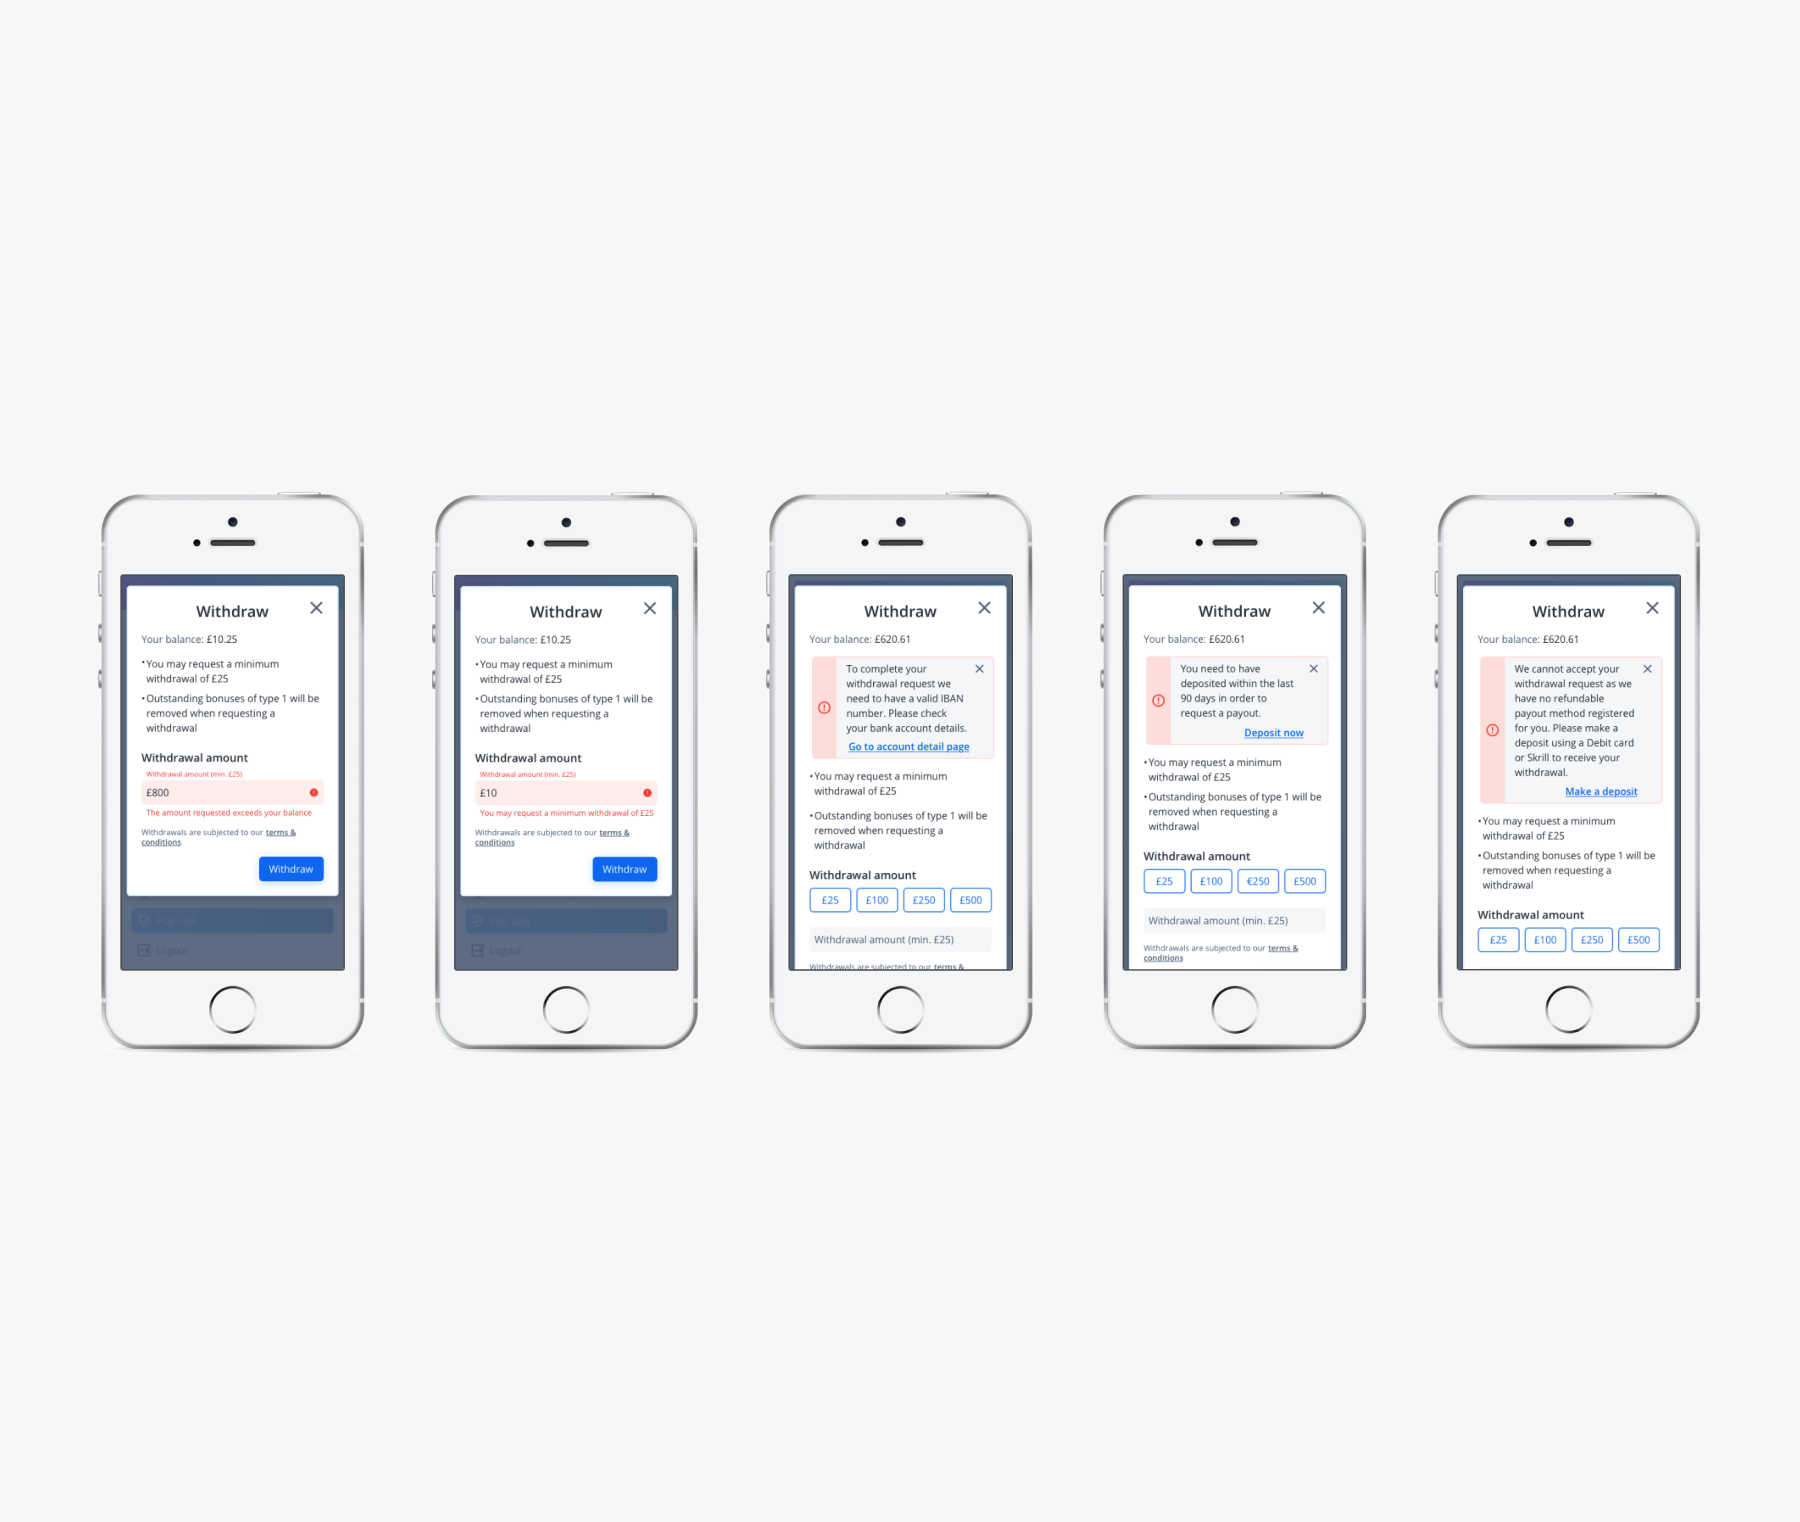 Withdraw
Your balance: £10.25
•You may request a minimum
withdrawal of £25
•Outstanding bonuses of type 1 will be
removed when requesting a
withdrawal
Withdrawal amount
Withdrawal amount (min. £25)
£800
The amount requested exceeds your balance
Withdrawals are subjected to our terms &
conditions
Withdraw
Play safe
Logout
Withdraw
Your balance: £10.25
•You may request a minimum
withdrawal of £25
•Outstanding bonuses of type 1 will be
removed when requesting a
withdrawal
Withdrawal amount
Withdrawal amount (min. £25)
£10
You may request a minimum withdrawal of £25
Withdrawals are subjected to our terms &
conditions
Withdraw
Play safe
Logout
Withdraw
Your balance: £620.61
To complete your
withdrawal request we
need to have a valid IBAN
number. Please check
your bank account details.
Go to account detail page
•You may request a minimum
withdrawal of £25
•Outstanding bonuses of type 1 will be
removed when requesting a
withdrawal
Withdrawal amount
£25 £100 £250 £500
Withdrawal amount (min. £25)
Withdrawals are subjected to our terms &
Withdraw
Your balance: £620.61
You need to have
deposited within the last
90 days in order to
request a payout.
Deposit now
•You may request a minimum
withdrawal of £25
•Outstanding bonuses of type 1 will be
removed when requesting a
withdrawal
Withdrawal amount
£25 £100 €250 £500
Withdrawal amount (min. £25)
Withdrawals are subjected to our terms &
conditions
Withdraw
Your balance: £620.61
We cannot accept your
withdrawal request as we
have no refundable
payout method registered
for you. Please make a
deposit using a Debit card
or Skrill to receive your
withdrawal.
Make a deposit
•You may request a minimum
withdrawal of £25
•Outstanding bonuses of type 1 will be
removed when requesting a
withdrawal
Withdrawal amount
£25 £100 £250 £500